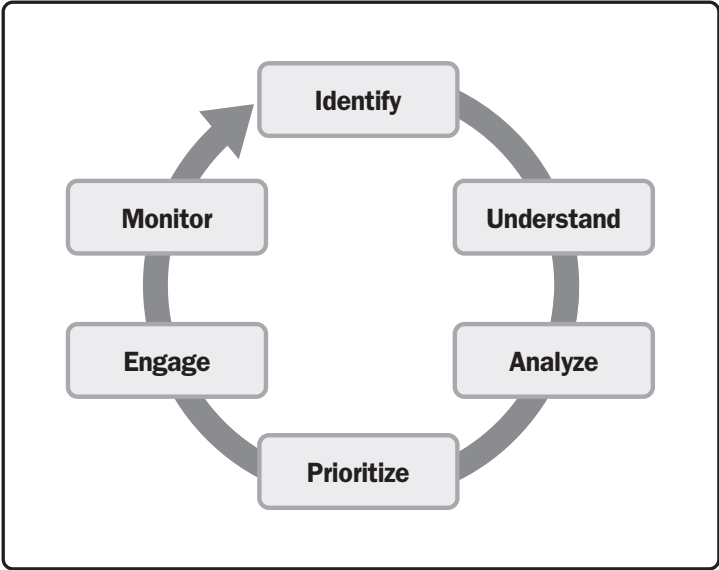 Identify
Understand
Analyze
Prioritize
Engage
Monitor